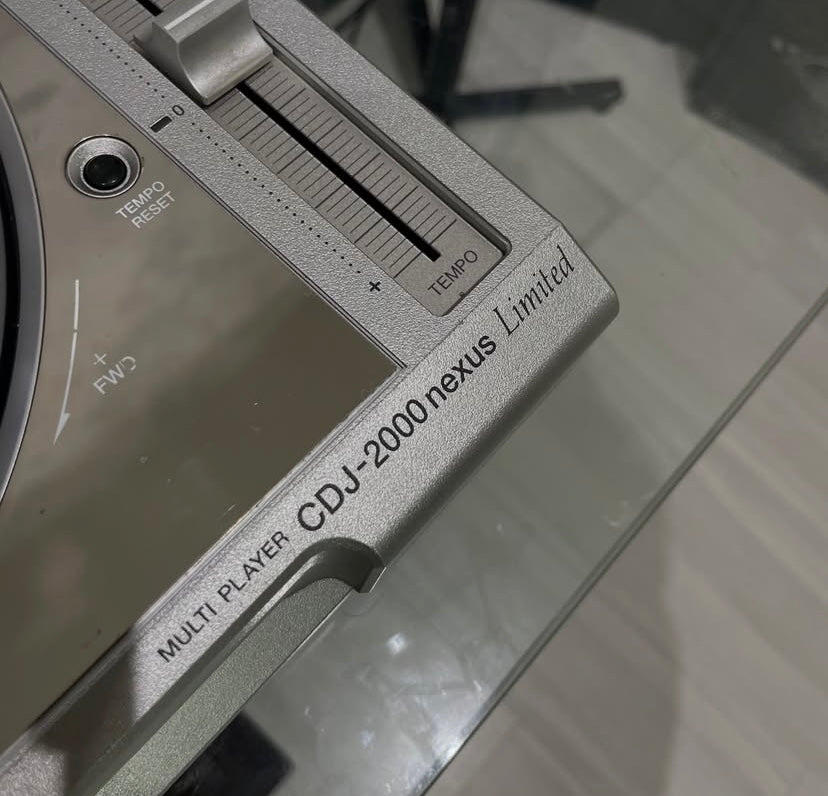 0
TEMPO
RESET
+
TEMPO
+
FWD
MULTI PLAYER CDJ-2000nexus Limited